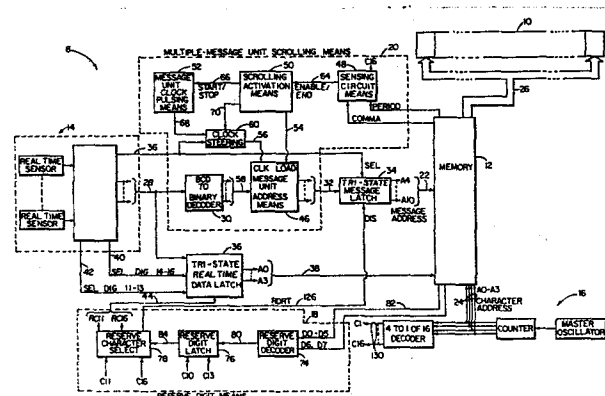 10
MULTIPLE-MESSAGE UNIT SCROLLING MEANS
20
8
52
MESSAGE UNIT CLOCK PULSING MEANS
66
START/STOP
50
SCROLLING ACTIVATION MEANS
64
ENABLE/END
48
C16
SENSING CIRCUIT MEANS
26
PERIOD
COMMA
68
70
60
CLOCK STEERING
56
54
14
36
REAL TIME SENSOR
REAL TIME SENSOR
28
BCD TO BINARY DECODER
30
58
CLK LOAD
MESSAGE UNIT ADDRESS MEANS
46
32
SEL
34
TRI-STATE MESSAGE LATCH
DIS
A4
A10
22
MESSAGE ADDRESS
MEMORY
12
40
42
SEL DIG 14-16
SEL DIG 11-13
36
TRI-STATE REAL TIME DATA LATCH
A0
A3
38
44
RDRT
126
82
A0-A3
24
CHARACTER ADDRESS
16
RC11
RC16
18
RESERVE CHARACTER SELECT
78
84
RESERVE DIGIT LATCH
76
80
RESERVE DIGIT DECODER
74
D0-D5
D6, D7
C1
C16
130
4 TO 1 OF 16 DECODER
COUNTER
MASTER OSCILLATOR
C11
C16
C10
C13
RESERVE DIGIT MEANS